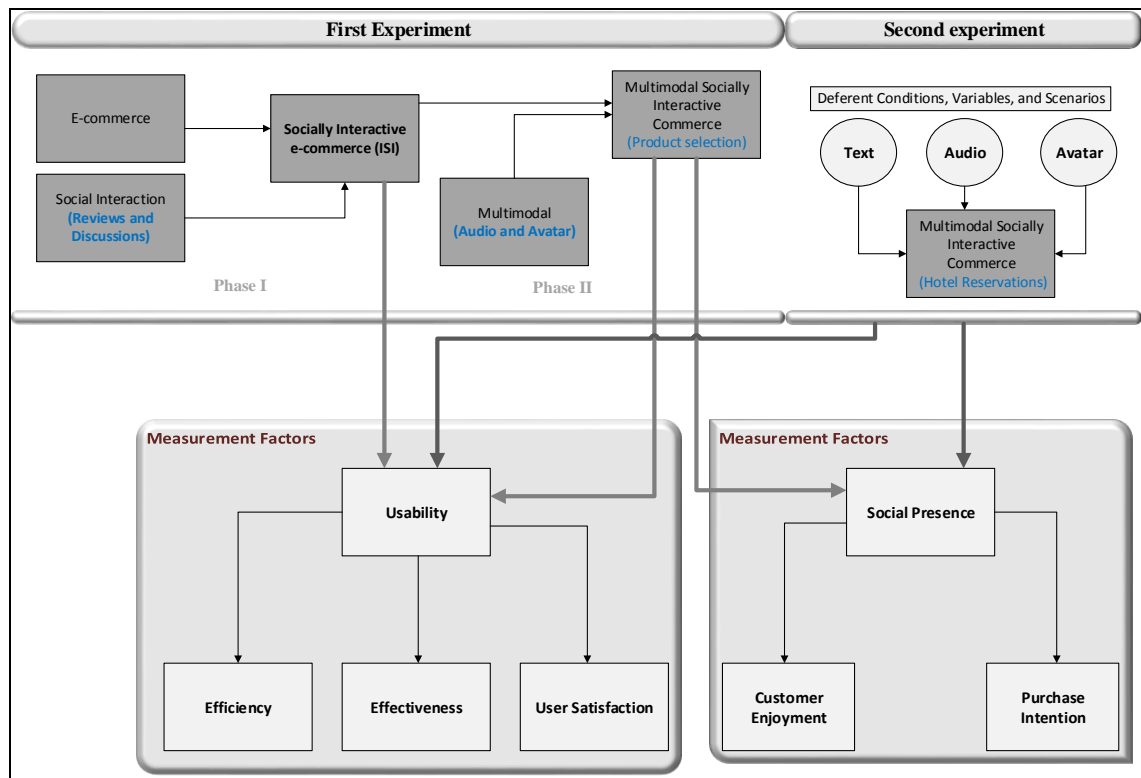 First Experiment
Second experiment
E-commerce
Social Interaction
(Reviews and
Discussions)
Socially Interactive
e-commerce (ISI)
Multimodal
(Audio and Avatar)
Multimodal Socially
Interactive
Commerce
(Product selection)
Phase I
Phase II
Deferent Conditions, Variables, and Scenarios
Text
Audio
Avatar
Multimodal Socially
Interactive
Commerce
(Hotel Reservations)
Measurement Factors
Usability
Efficiency
Effectiveness
User Satisfaction
Measurement Factors
Social Presence
Customer
Enjoyment
Purchase
Intention